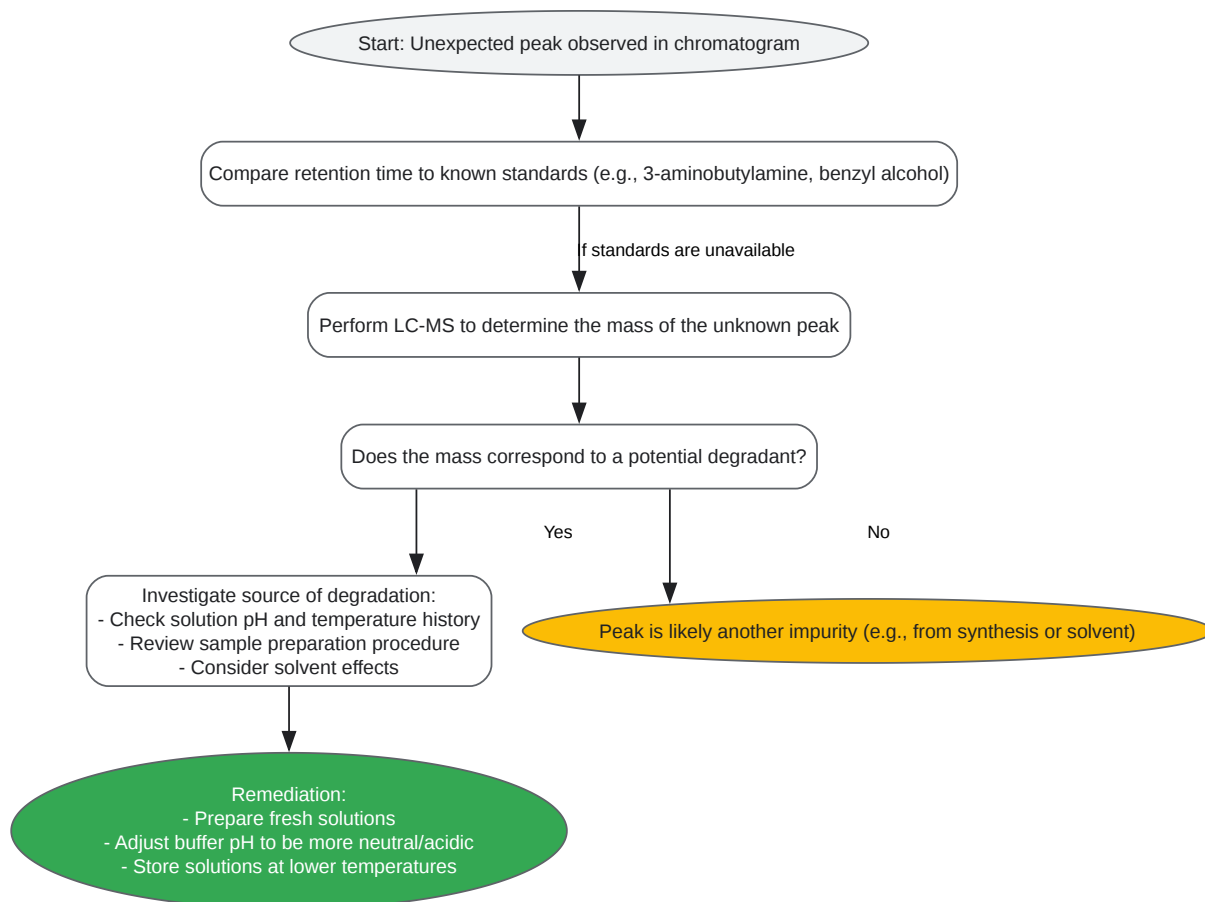 Start: Unexpected peak observed in chromatogram
Compare retention time to known standards (e.g., 3-aminobutylamine, benzyl alcohol)
If standards are unavailable
Perform LC-MS to determine the mass of the unknown peak
Does the mass correspond to a potential degradant?
Yes
No
Investigate source of degradation:
- Check solution pH and temperature history
- Review sample preparation procedure
- Consider solvent effects
Peak is likely another impurity (e.g., from synthesis or solvent)
Remediation:
- Prepare fresh solutions
- Adjust buffer pH to be more neutral/acidic
- Store solutions at lower temperatures